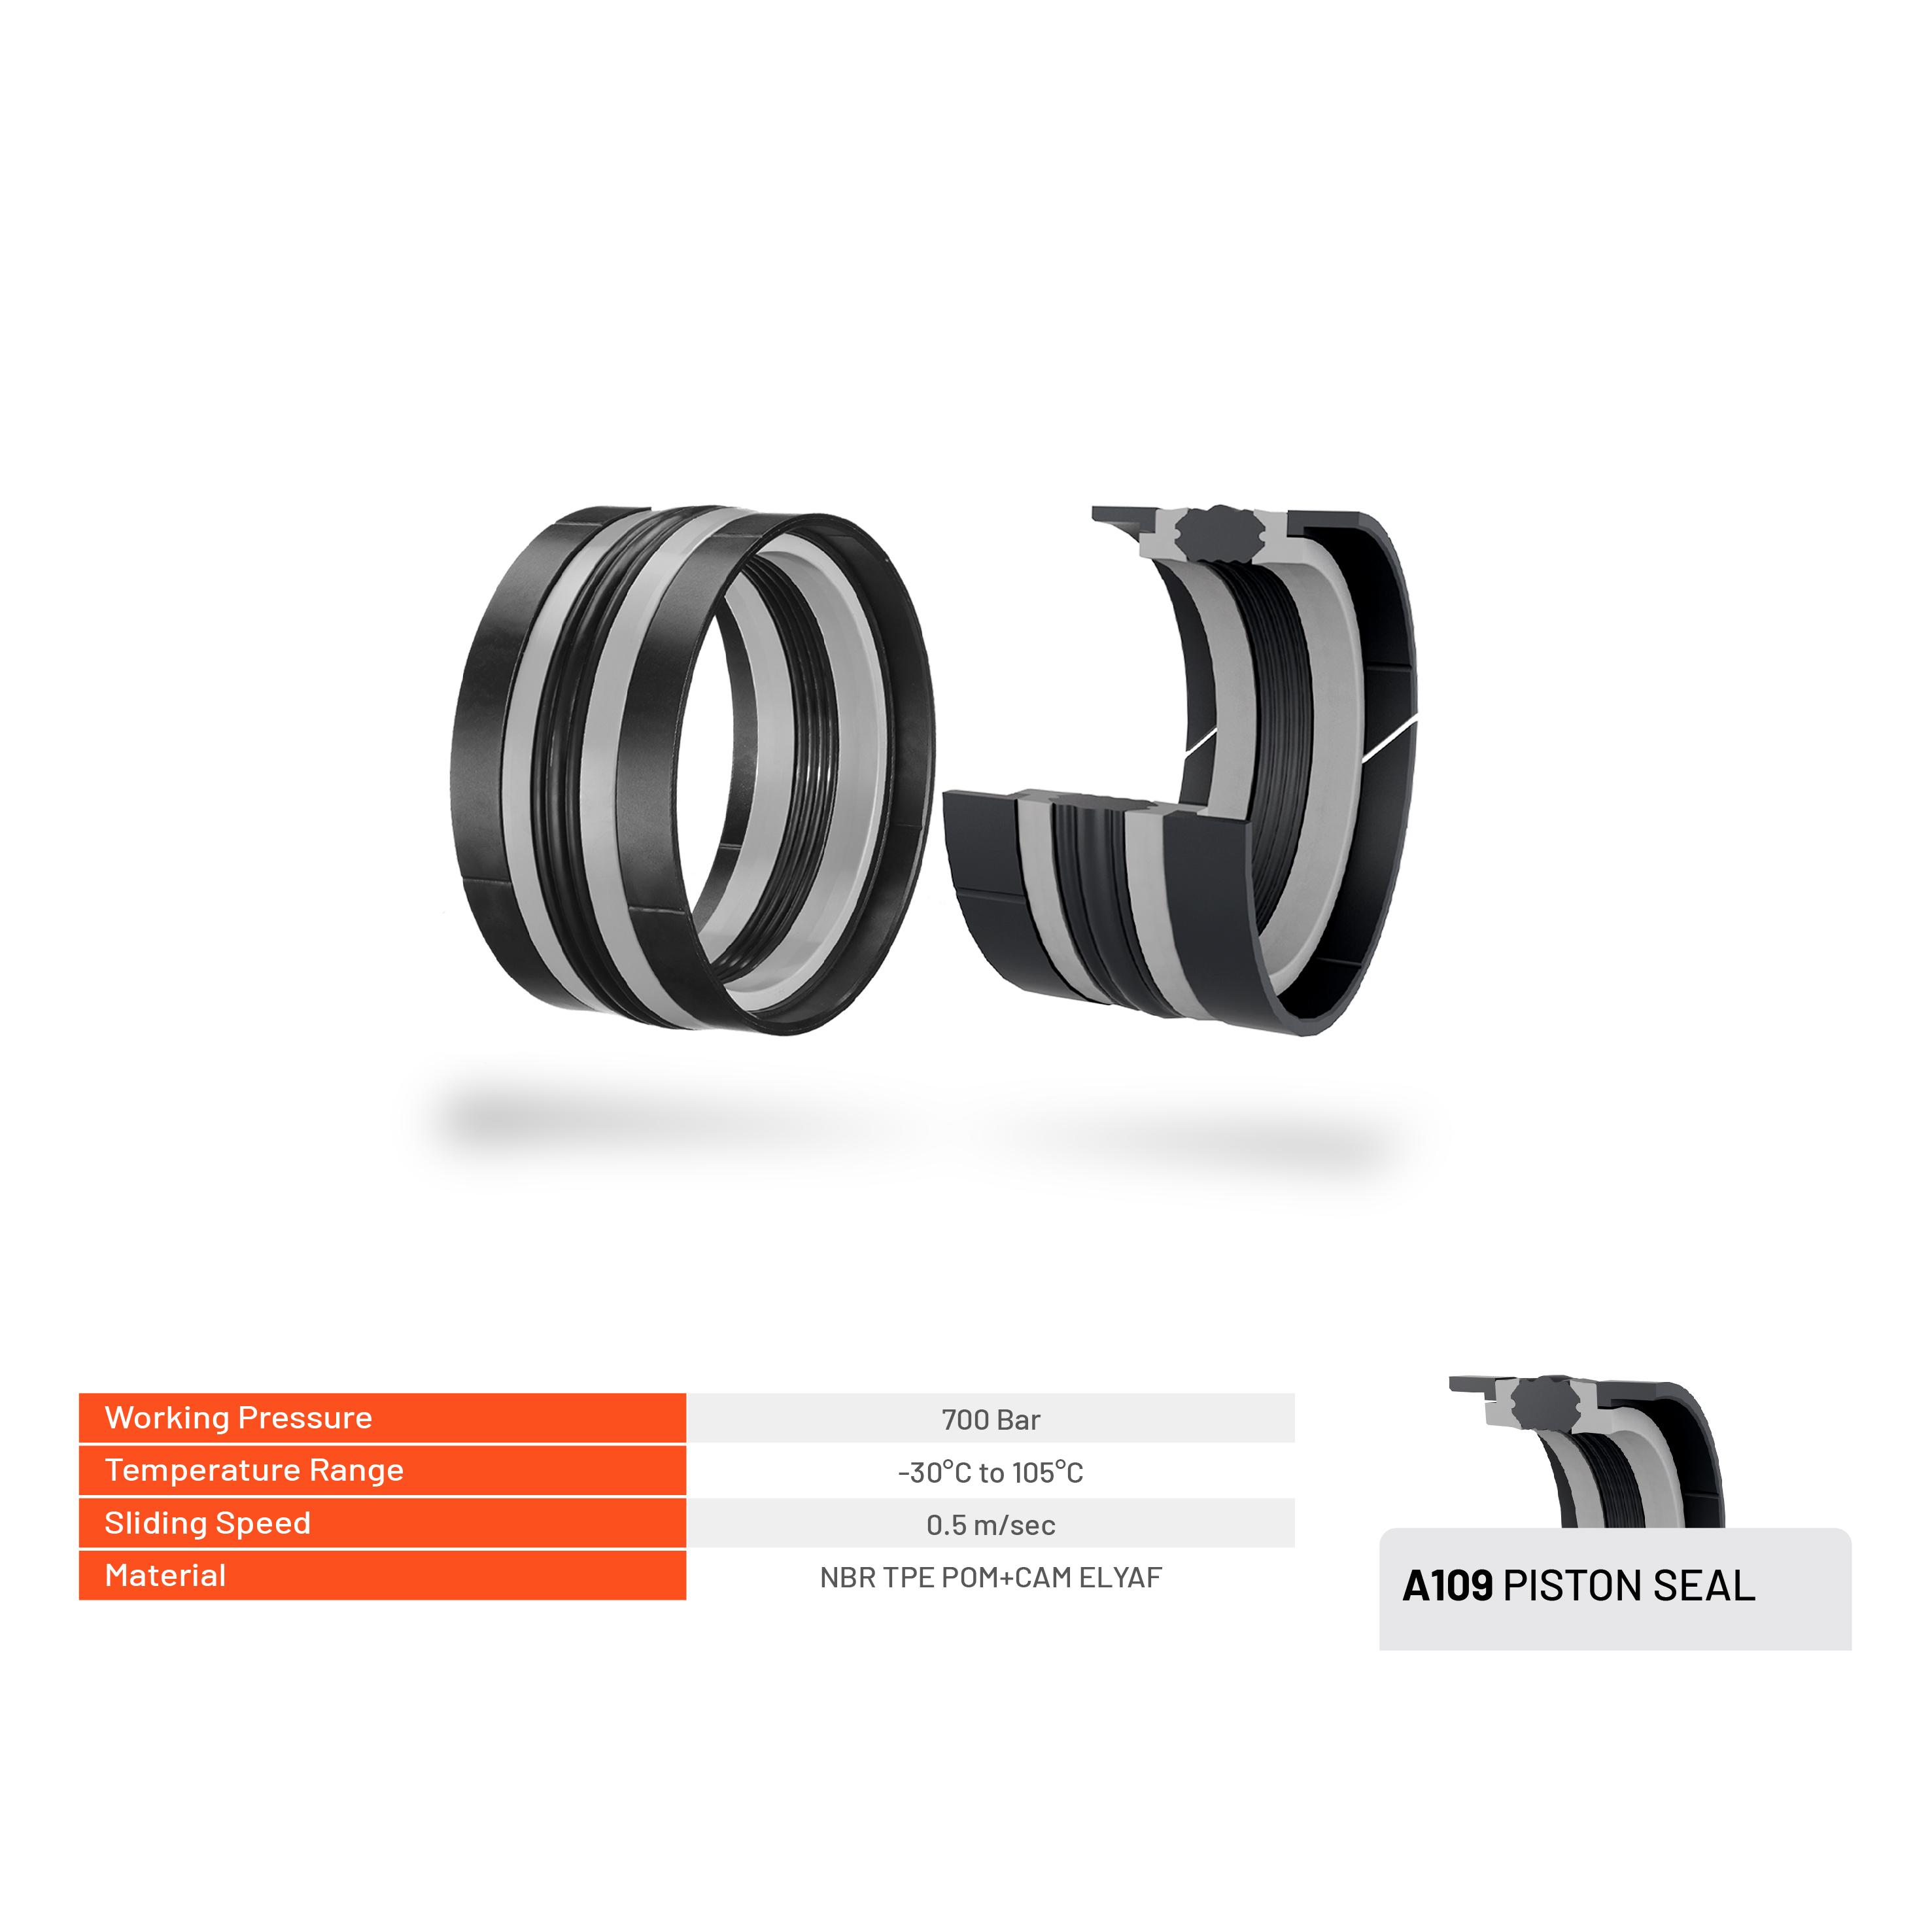 Working Pressure 700 Bar
Temperature Range -30°C to 105°C
Sliding Speed 0.5 m/sec
Material NBR TPE POM+CAM ELYAF
A109 PISTON SEAL